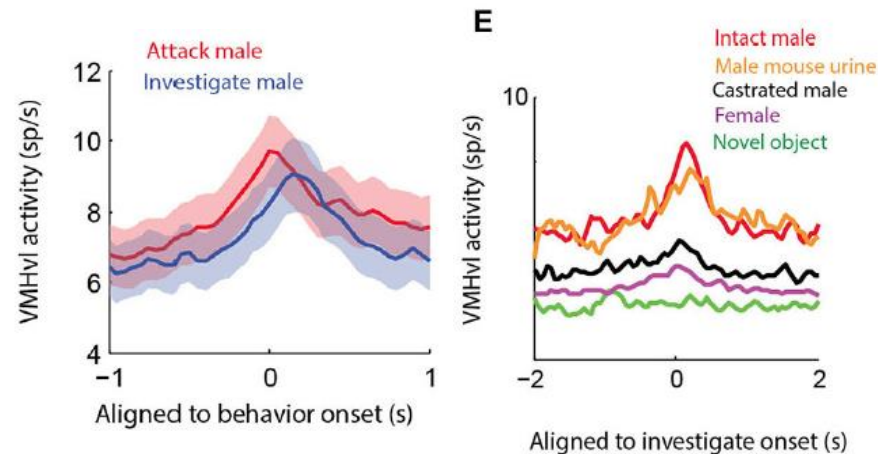 Attack male
Investigate male
12
10
8
6
4
VMHvl activity (sp/s)
−1
0
1
Aligned to behavior onset (s)
E
Intact male
Male mouse urine
Castrated male
Female
Novel object
10
VMHvl activity (sp/s)
−2
0
2
Aligned to investigate onset (s)